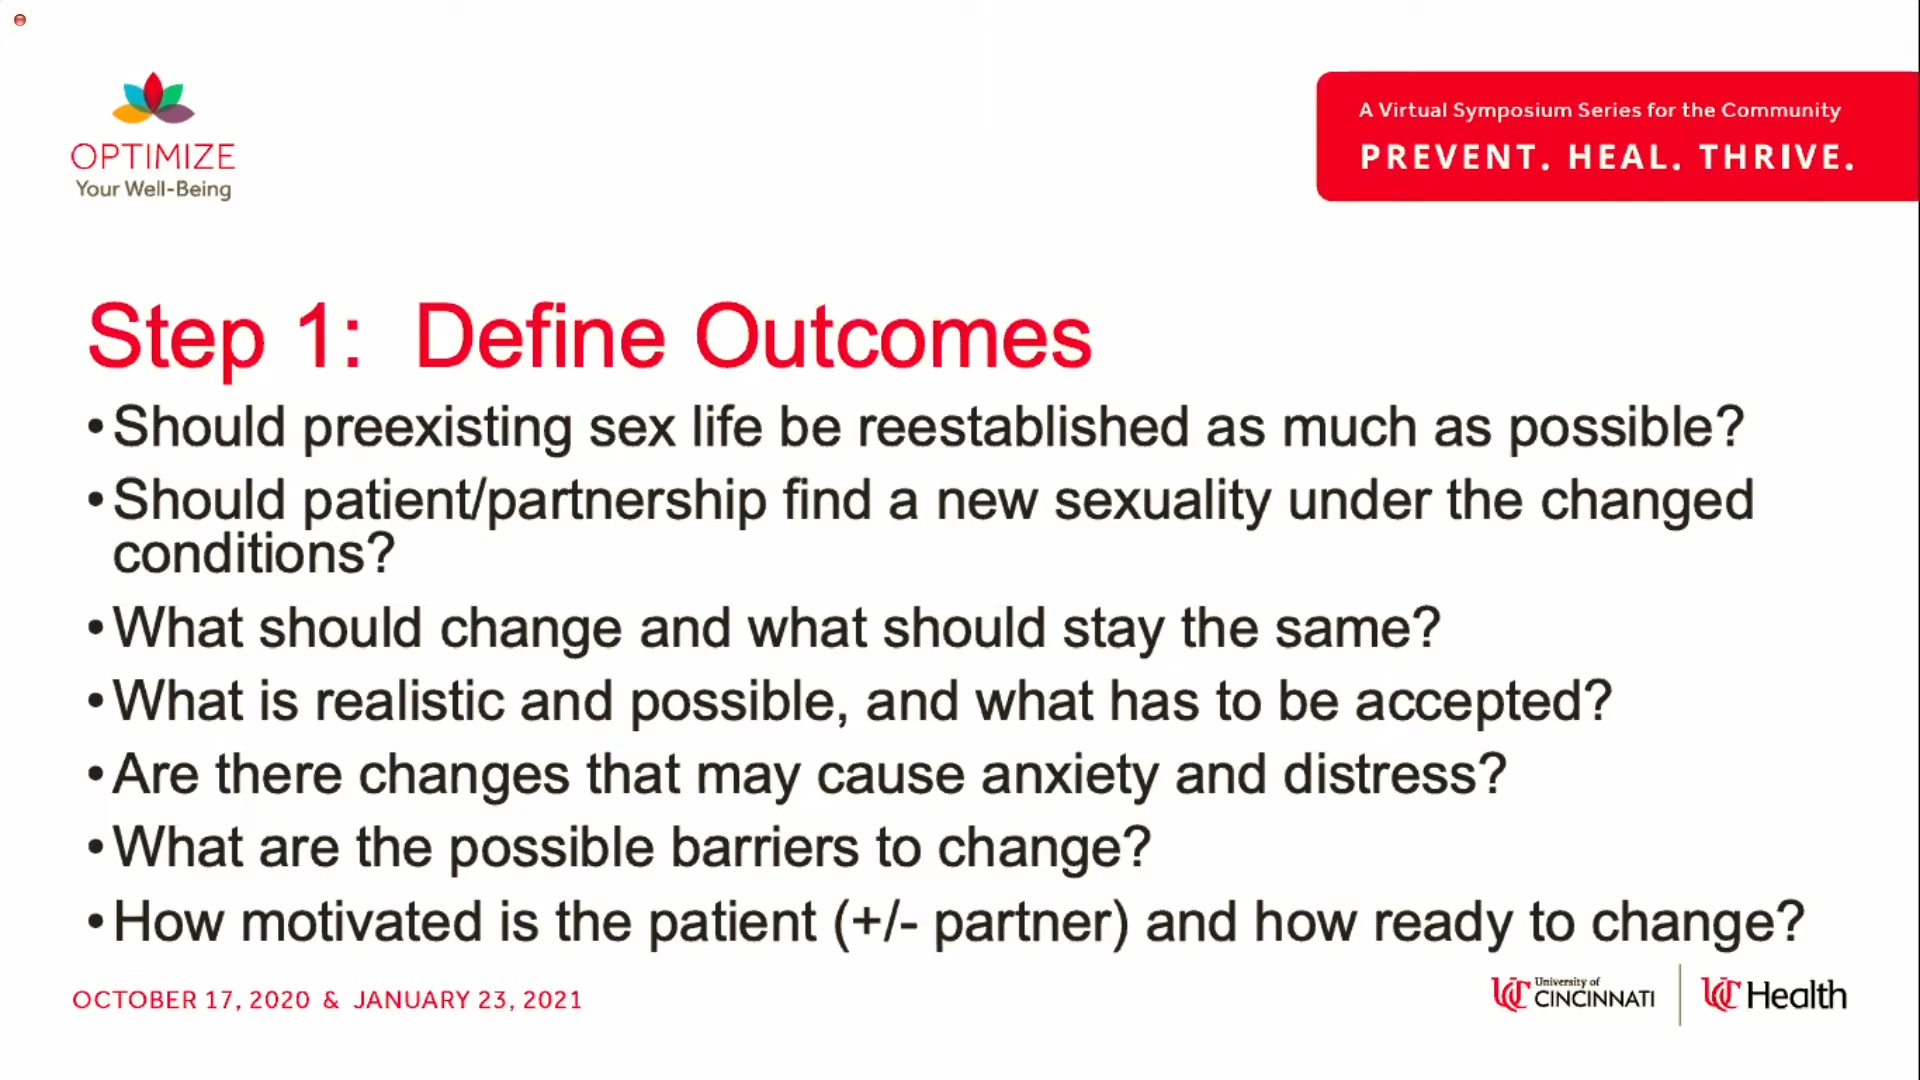 OPTIMIZE
Your Well-Being
A Virtual Symposium Series for the Community
PREVENT. HEAL. THRIVE.
Step 1:  Define Outcomes
• Should preexisting sex life be reestablished as much as possible?
• Should patient/partnership find a new sexuality under the changed
conditions?
• What should change and what should stay the same?
• What is realistic and possible, and what has to be accepted?
• Are there changes that may cause anxiety and distress?
• What are the possible barriers to change?
• How motivated is the patient (+/- partner) and how ready to change?
OCTOBER 17, 2020 & JANUARY 23, 2021
UC University of
CINCINNATI
UC Health